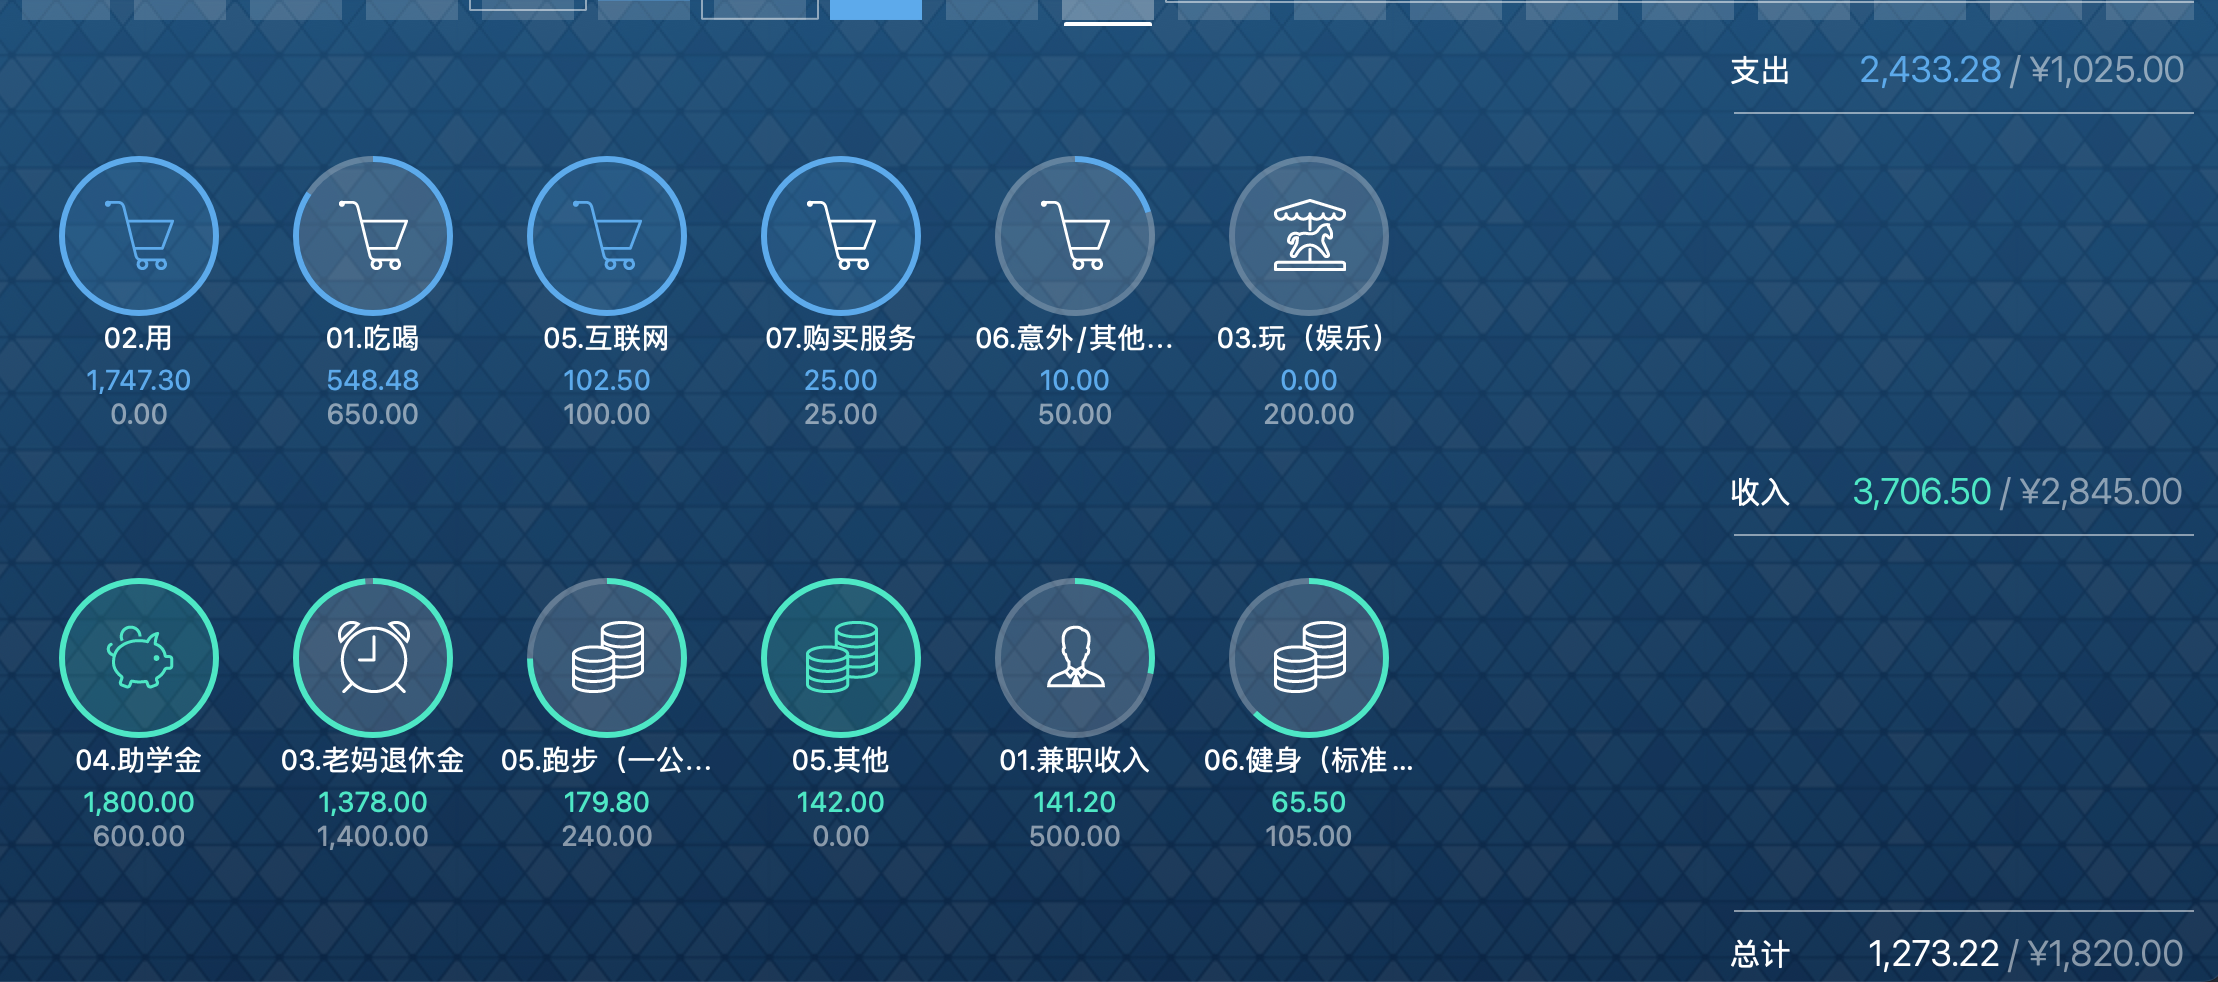 支出 2,433.28 / ¥1,025.00
02.用 01.吃喝 05.互联网 07.购买服务 06.意外/其他... 03.玩（娱乐）
1,747.30 548.48 102.50 25.00 10.00 0.00
0.00 650.00 100.00 25.00 50.00 200.00
收入 3,706.50 / ¥2,845.00
04.助学金 03.老妈退休金 05.跑步（一公... 05.其他 01.兼职收入 06.健身（标准...
1,800.00 1,378.00 179.80 142.00 141.20 65.50
600.00 1,400.00 240.00 0.00 500.00 105.00
总计 1,273.22 / ¥1,820.00